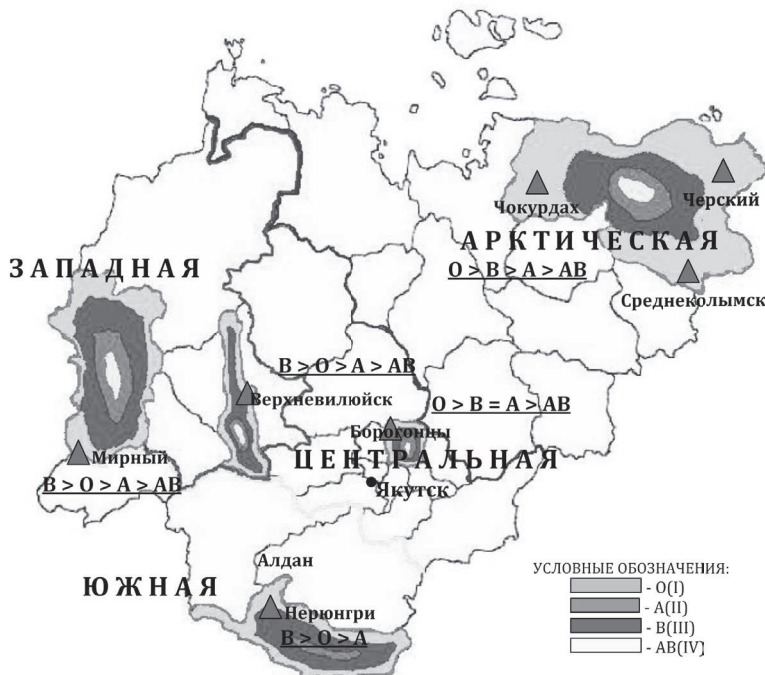 Чокурдах
Черский
АРКТИЧЕСКАЯ
O > B > A > AB
Среднеколымск
ЗАПАДНАЯ
B > O > A > AB
Верхневилюйск
O > B = A > AB
Борогонцы
Мирный
ЦЕНТРАЛЬНАЯ
B > O > A > AB
Якутск
Алдан
ЮЖНАЯ
Нерюнгри
B > O > A
УСЛОВНЫЕ ОБОЗНАЧЕНИЯ:
- O(I)
- A(II)
- B(III)
- AB(IV)